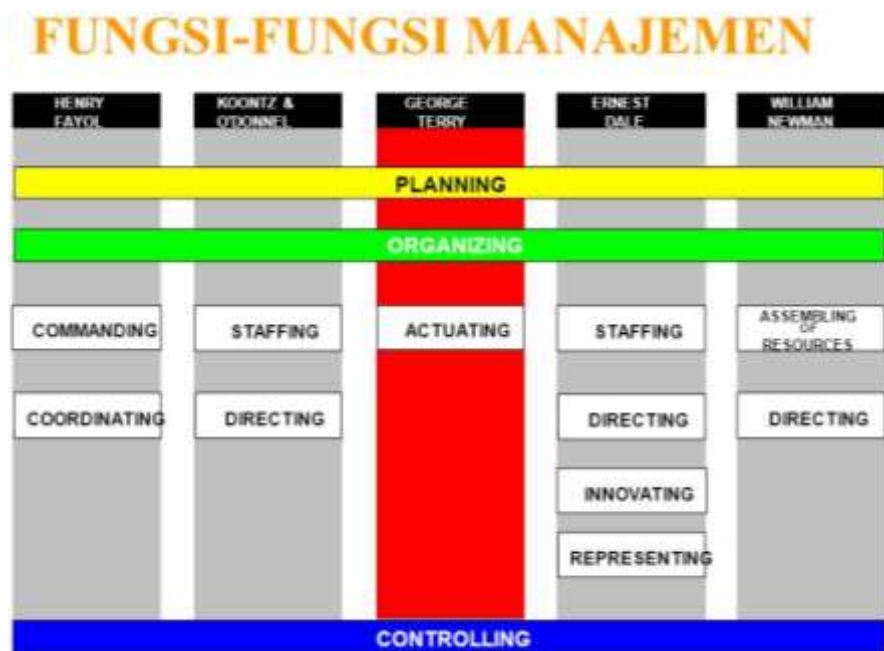 FUNGSI-FUNGSI MANAJEMEN
HENRY
FAYOL
KOONTZ &
O'DONNEL
GEORGE
TERRY
ERNEST
DALE
WILLIAM
NEWMAN
PLANNING
ORGANIZING
COMMANDING
STAFFING
ACTUATING
STAFFING
ASSEMBLING
OF
RESOURCES
COORDINATING
DIRECTING
DIRECTING
DIRECTING
INNOVATING
REPRESENTING
CONTROLLING